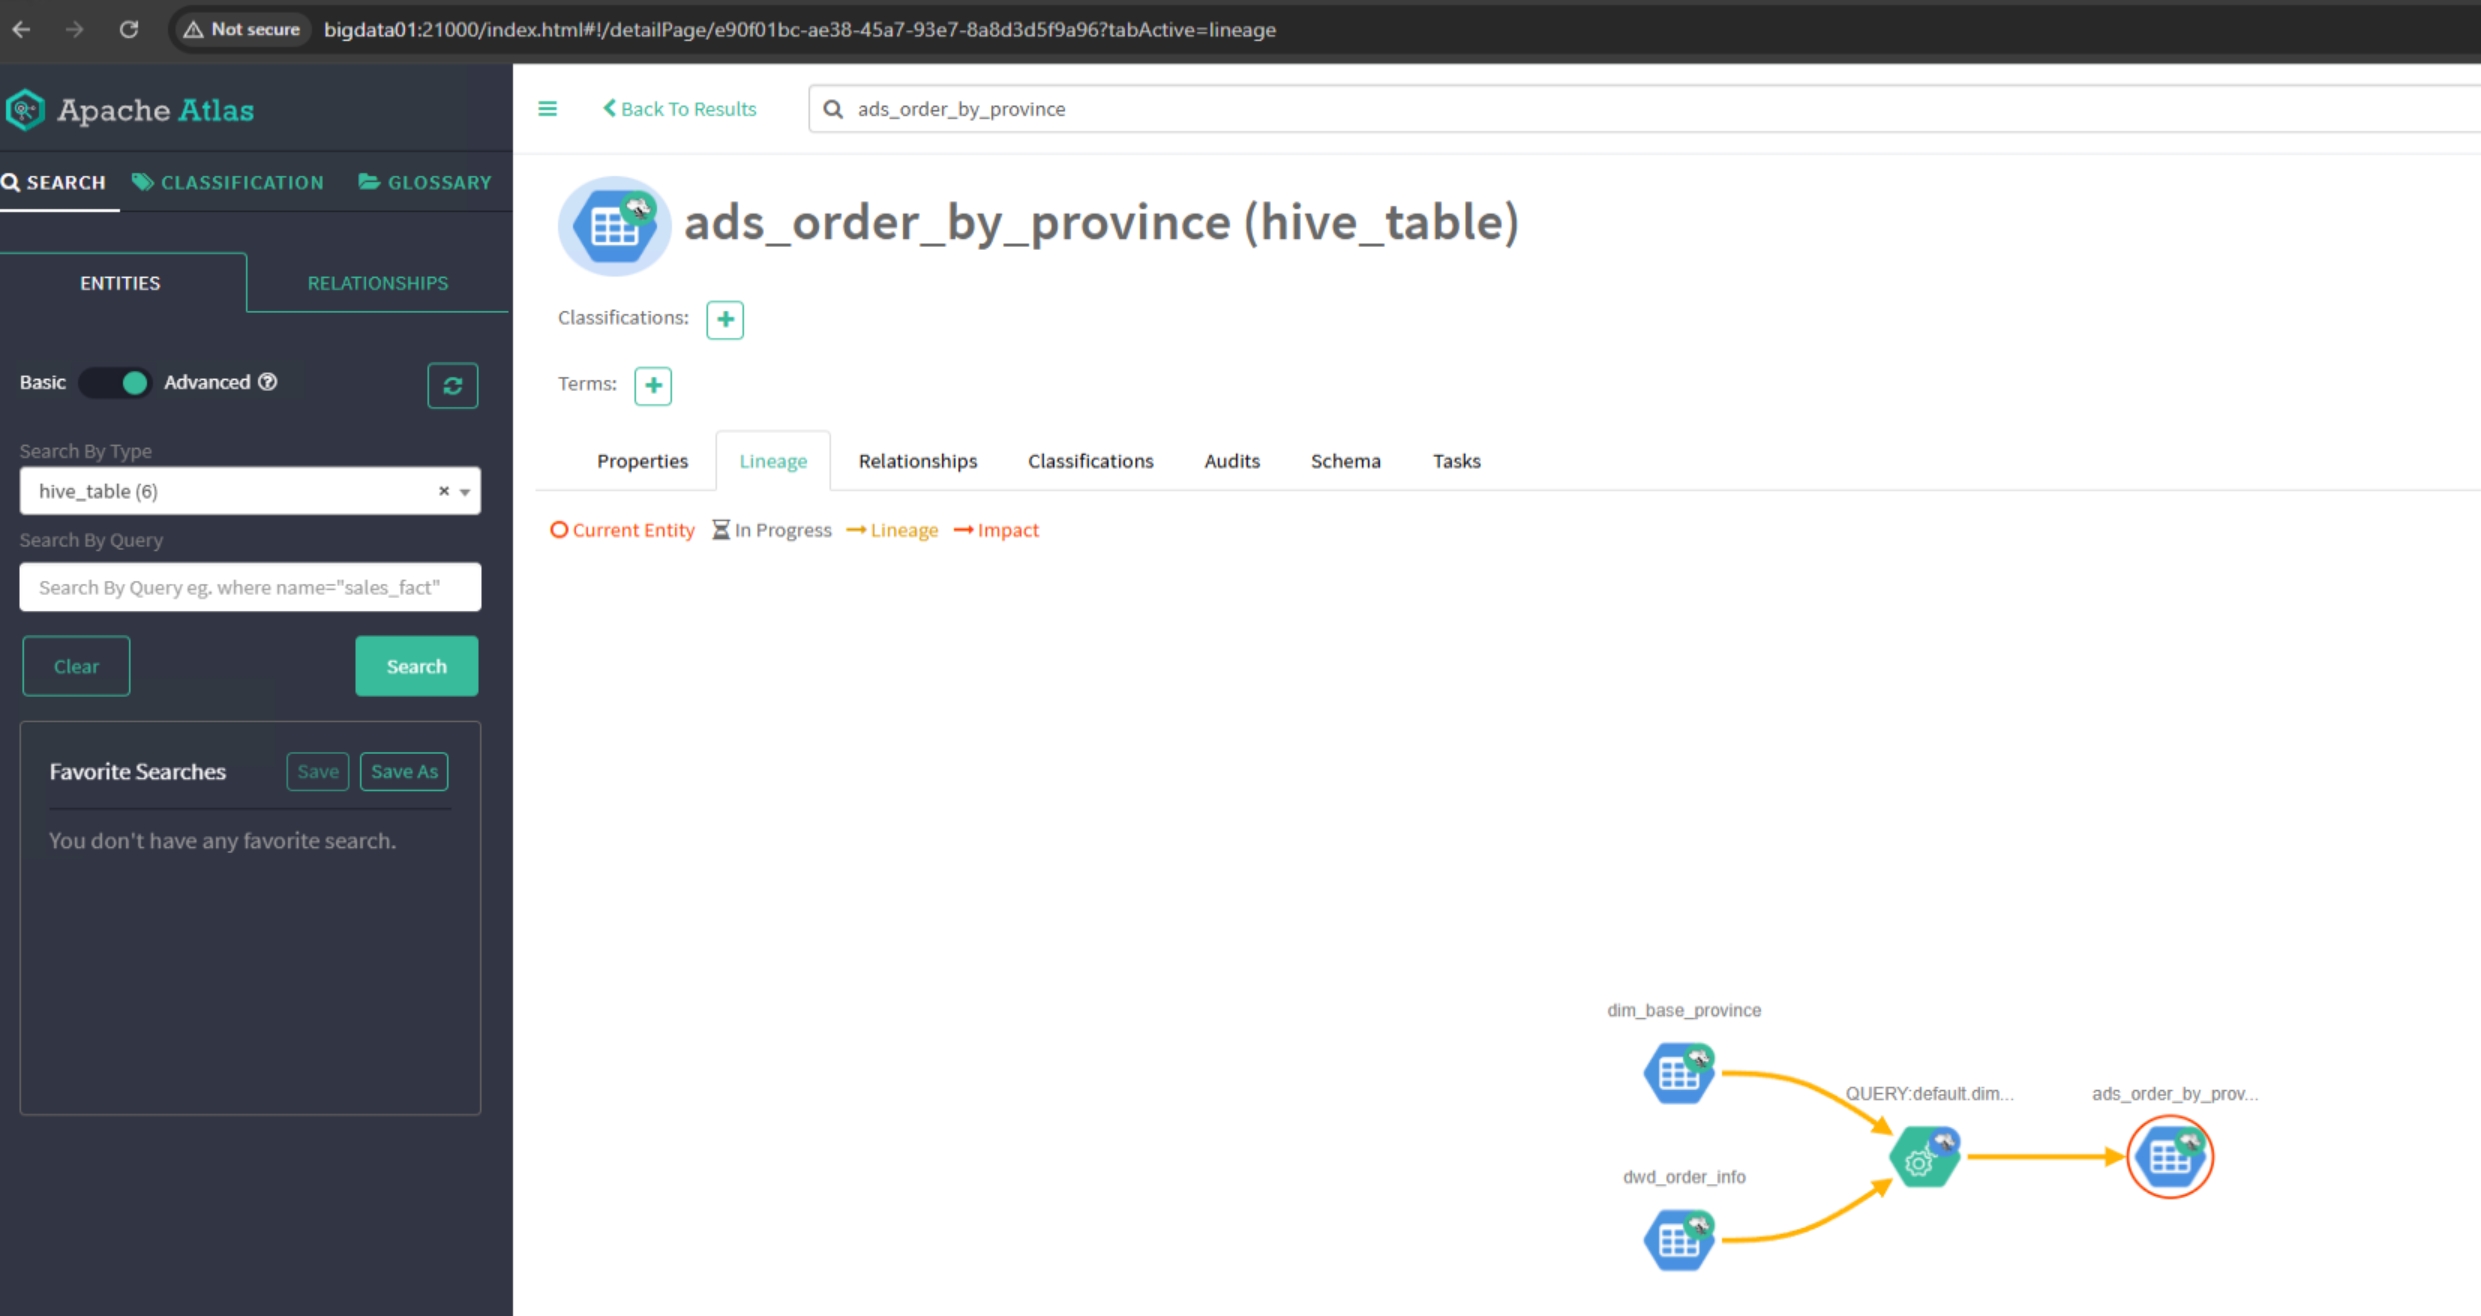 Not secure bigdata01:21000/index.html#!/detailPage/e90f01bc-ae38-45a7-93e7-8a8d3d5f9a96?tabActive=lineage
Apache Atlas
SEARCH CLASSIFICATION GLOSSARY
ENTITIES RELATIONSHIPS
Basic Advanced
Search By Type
hive_table (6)
Search By Query
Search By Query eg. where name="sales_fact"
Clear Search
Favorite Searches Save Save As
You don't have any favorite search.
Back To Results ads_order_by_province
ads_order_by_province (hive_table)
Classifications:
Terms:
Properties Lineage Relationships Classifications Audits Schema Tasks
Current Entity In Progress Lineage Impact
dim_base_province
QUERY:default.dim... ads_order_by_prov...
dwd_order_info